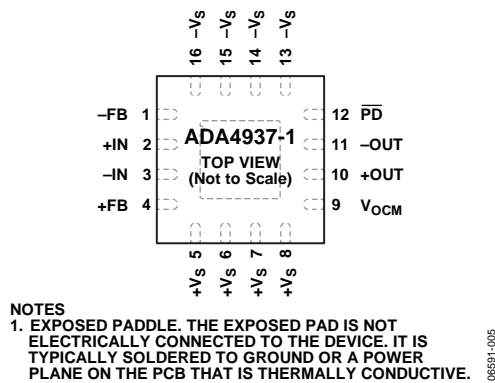 16 –VS
15 –VS
14 –VS
13 –VS
–FB 1
+IN 2
–IN 3
+FB 4
ADA4937-1
TOP VIEW
(Not to Scale)
12 PD
11 –OUT
10 +OUT
9 VOCM
+VS 5
+VS 6
+VS 7
+VS 8
NOTES
1. EXPOSED PADDLE. THE EXPOSED PAD IS NOT
ELECTRICALLY CONNECTED TO THE DEVICE. IT IS
TYPICALLY SOLDERED TO GROUND OR A POWER
PLANE ON THE PCB THAT IS THERMALLY CONDUCTIVE.
06591-005